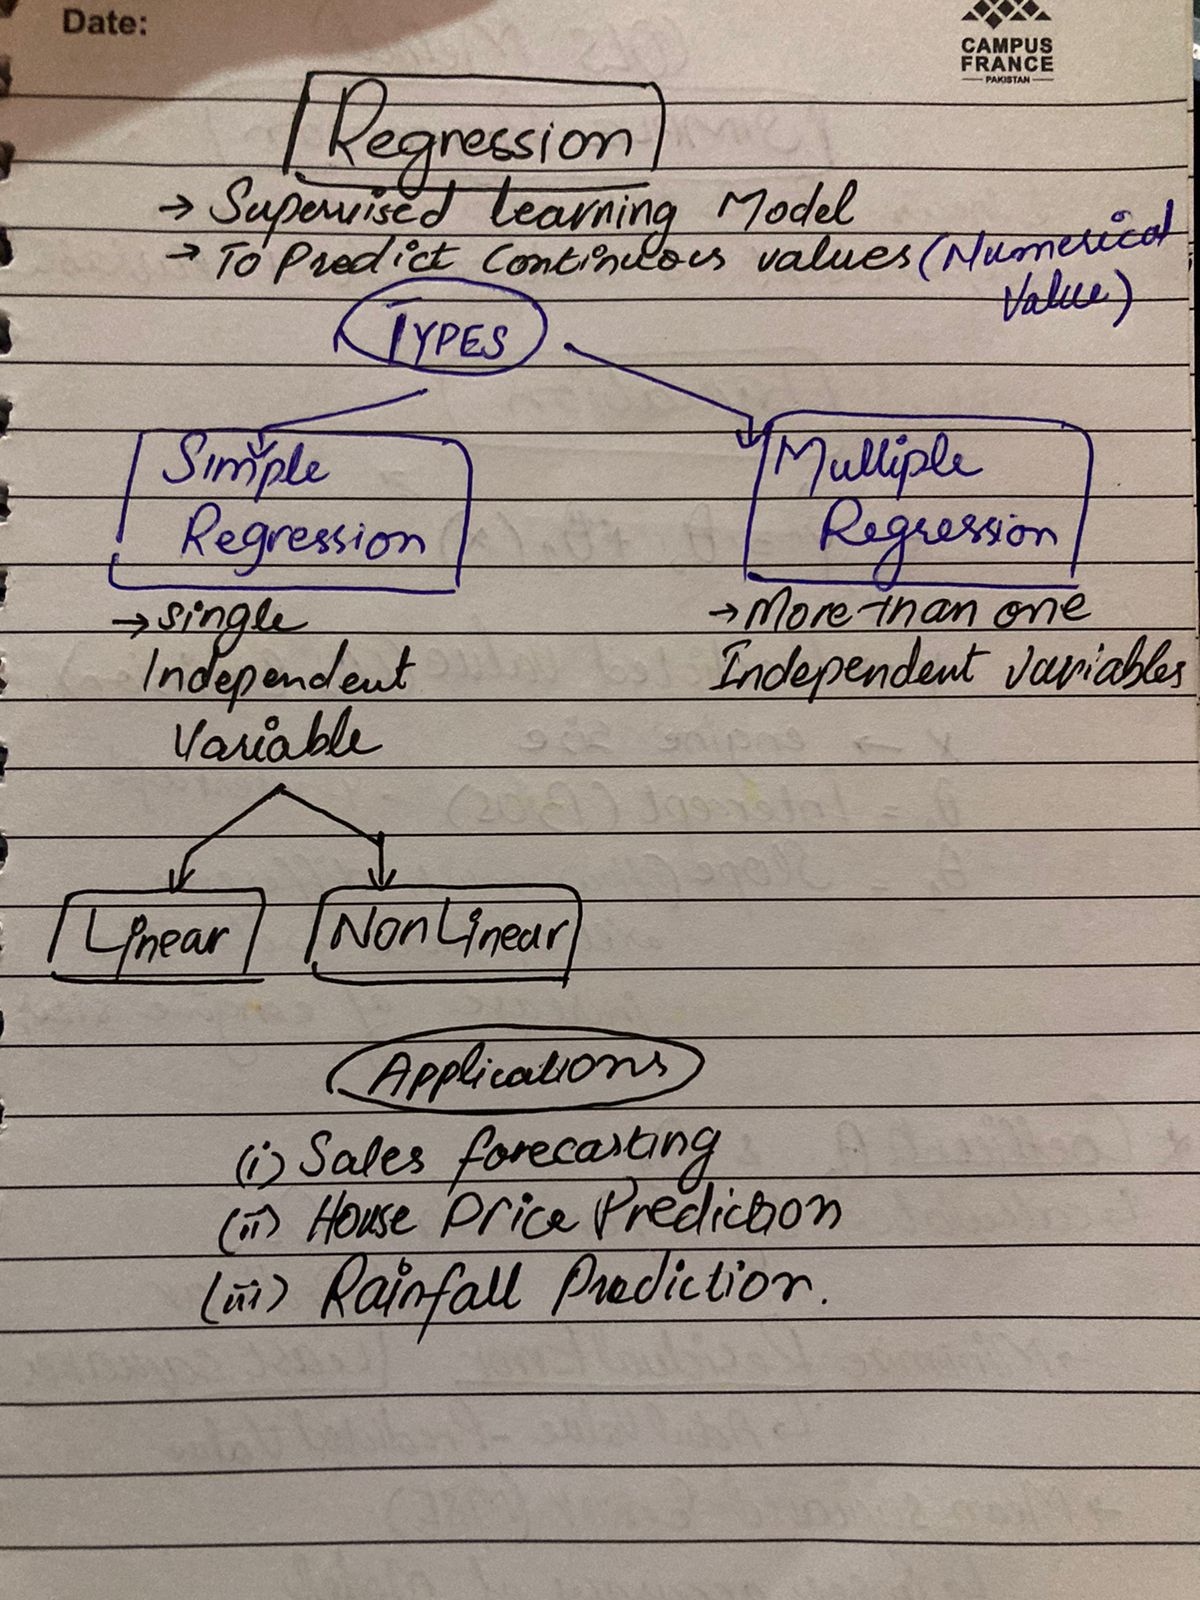 Date:
CAMPUS
FRANCE
PAKISTAN
Regression
→ Supervised Learning Model
→ To Predict Continuous values (Numerical
Value)
TYPES
Simple
Regression
Multiple
Regression
→ single
Independent
Variable
→ More than one
Independent variables
Linear
Non Linear
Applications
(i) Sales forecasting
(ii) House Price Prediction
(iii) Rainfall Prediction.